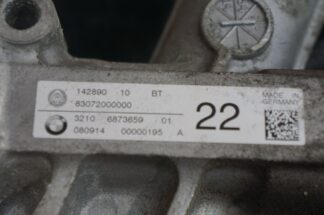 142890 10 BT
83072000000
3210 6873659 01
080914 00000195 A
22
MADE IN
GERMANY